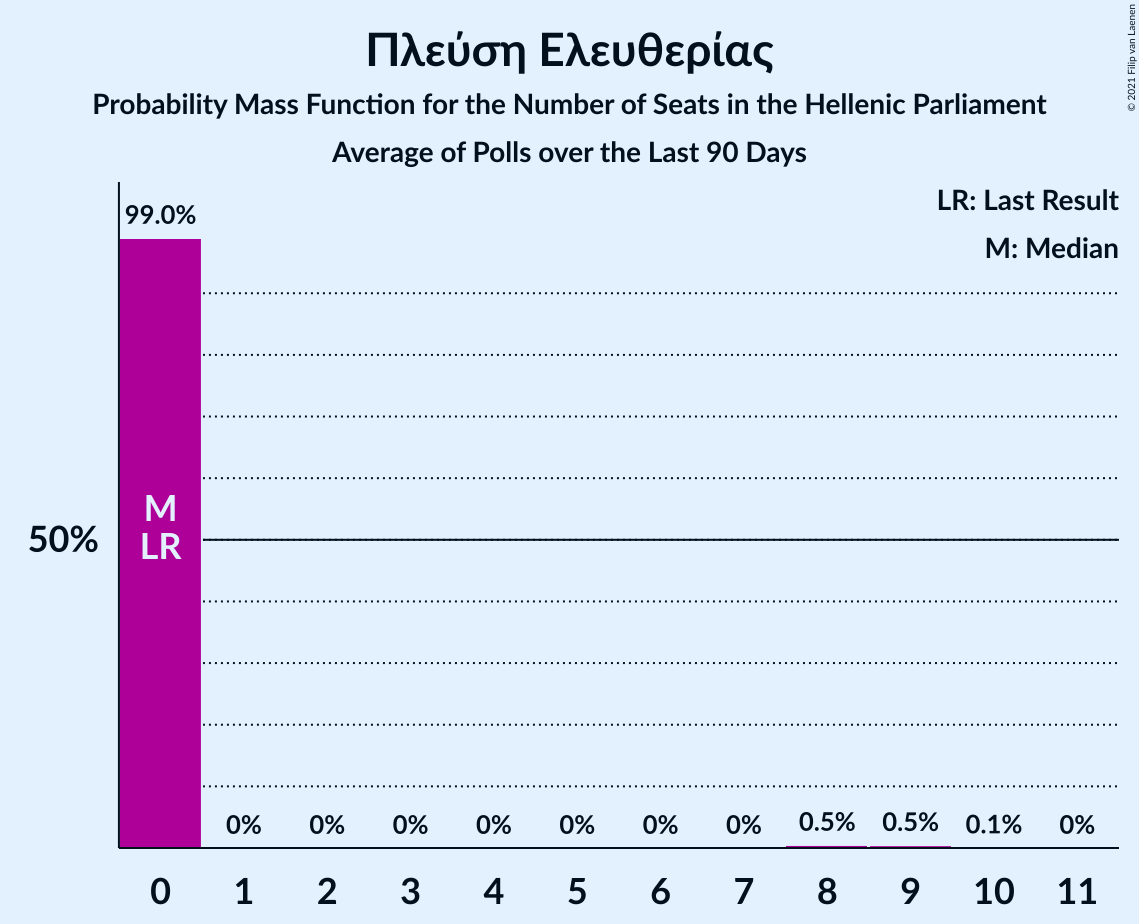 Πλεύση Ελευθερίας
Probability Mass Function for the Number of Seats in the Hellenic Parliament
Average of Polls over the Last 90 Days
© 2021 Filip van Laenen
LR: Last Result
M: Median
99.0%
M
LR
50%
0% 0% 0% 0% 0% 0% 0% 0.5% 0.5% 0.1% 0%
0 1 2 3 4 5 6 7 8 9 10 11